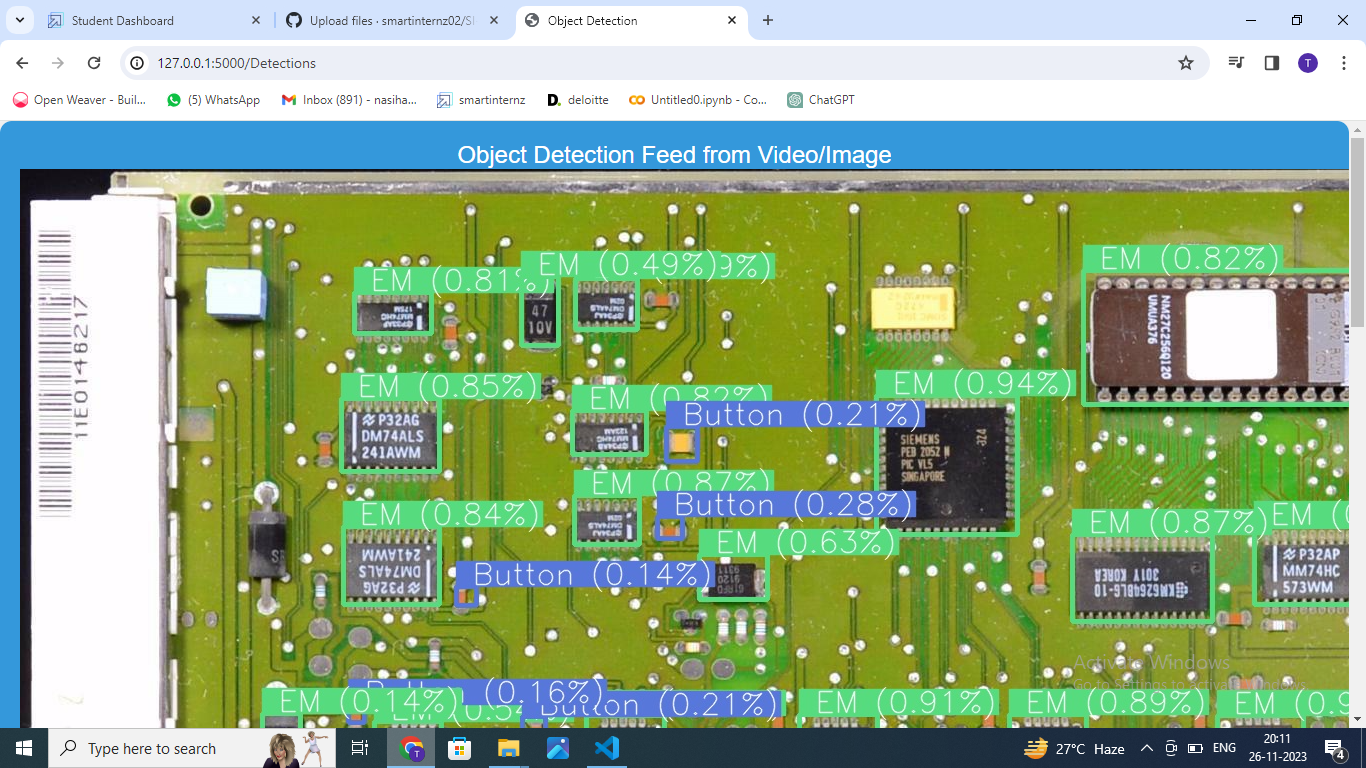 Student Dashboard
Upload files · smartinternz02/SI
Object Detection
127.0.0.1:5000/Detections
T
Open Weaver - Buil...
(5) WhatsApp
Inbox (891) - nasiha...
smartinternz
D. deloitte
Untitled0.ipynb - Co...
ChatGPT
Object Detection Feed from Video/Image
11E01468217
EM (0.81%)
EM (0.49%)
9%)
EM (0.82%)
47
10V
NM27C256Q120
UMUA376
EM (0.85%)
EM (0.82%)
EM (0.94%)
Button (0.21%)
P32AG
DM74ALS
241AWM
SIEMENS
PEB 2052 N
PIC VL5
SINGAPORE
EM (0.87%)
Button (0.28%)
EM (0.84%)
EM (0.63%)
EM (0.87%)
EM (
P32AG
DM74ALS
241AWM
Button (0.14%)
KM6264BLG-10
301Y KOREA
P32AP
MM74HC
573WM
Activate Windows
Go to Settings to activate Windows.
Button (0.16%)
EM (0.14%)
Button (0.21%)
EM (0.91%)
EM (0.89%)
EM (0.9
Type here to search
27°C Haze
ENG
20:11
26-11-2023
4